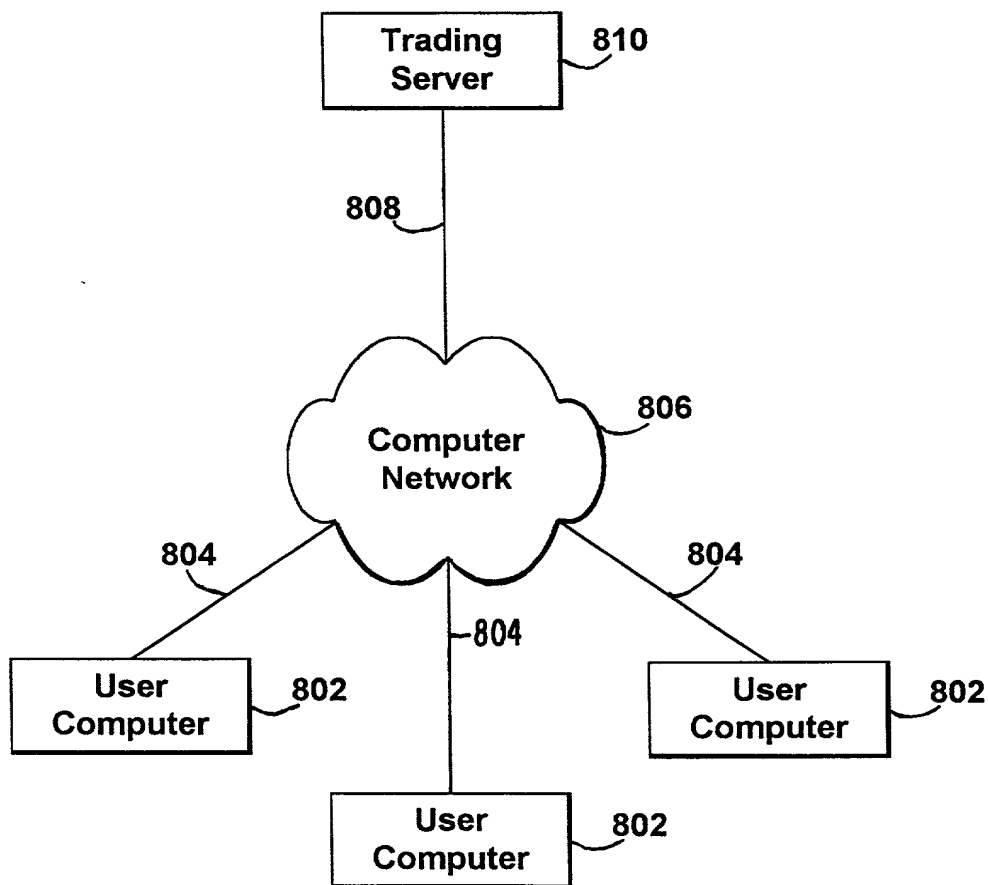 Trading
Server
810
808
806
Computer
Network
804
804
804
User
Computer
802
User
Computer
802
User
Computer
802